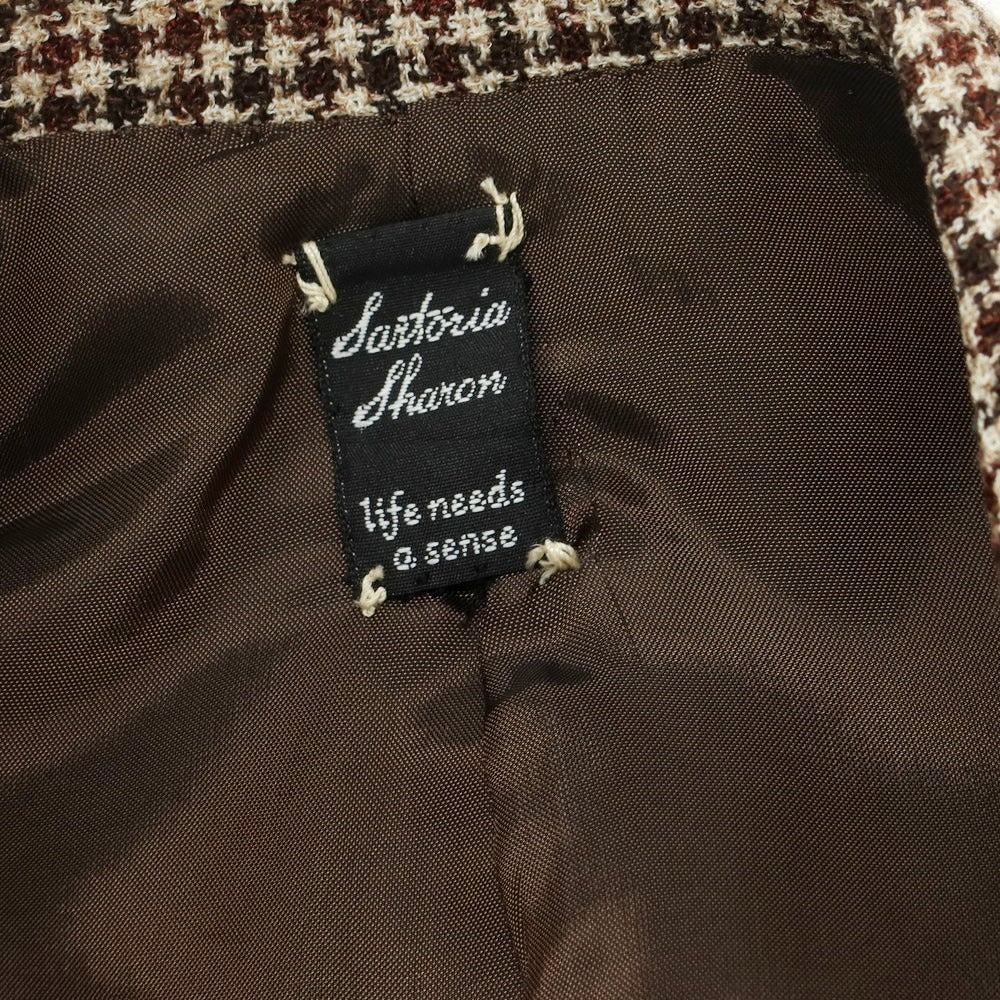 Sartoria
Sharon
life needs
a sense